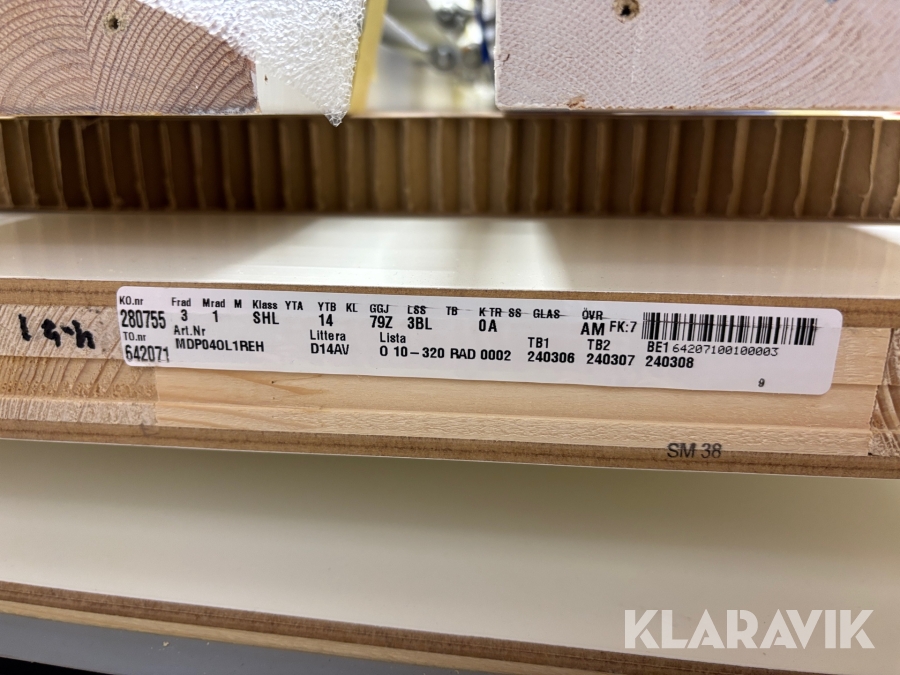 KO.nr Frad Mrad M Klass YTA YTB KL GGJ LSS TB K TR SS GLAS ÖVR
280755 3 1 SHL 14 79Z 3BL 0A AM FK:7
TO.nr Art.Nr Littera Lista TB1 TB2 BE1 64207100100003
642071 MDP040L1REH D14AV O 10-320 RAD 0002 240306 240307 240308
9
SM 38
KLARAVIK